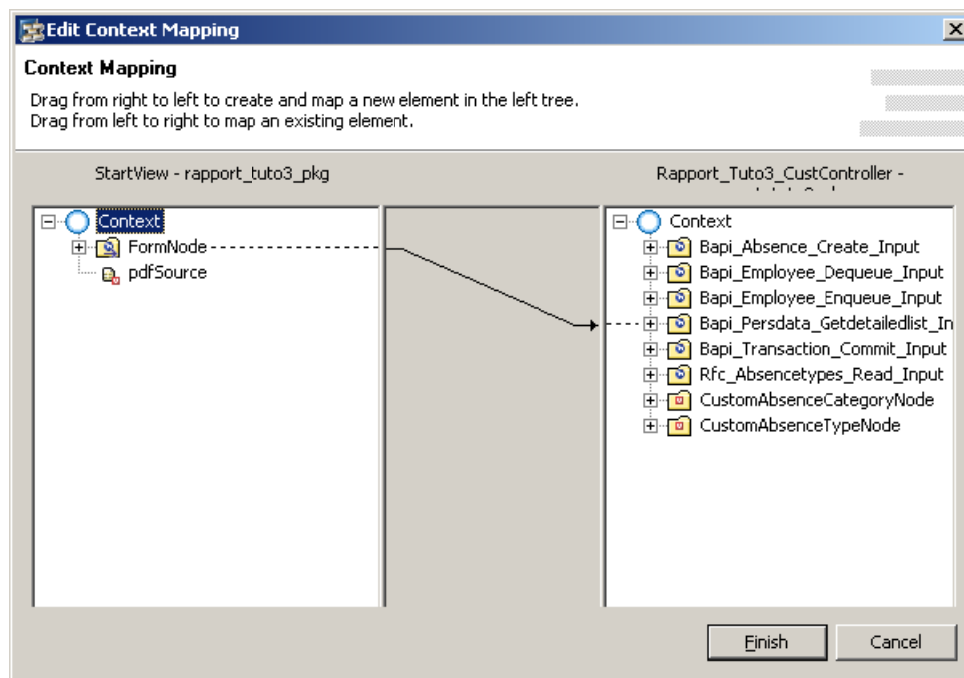 Edit Context Mapping
Context Mapping
Drag from right to left to create and map a new element in the left tree.
Drag from left to right to map an existing element.
StartView - rapport_tuto3_pkg
Rapport_Tuto3_CustController -
Context
FormNode
pdfSource
Context
Bapi_Absence_Create_Input
Bapi_Employee_Dequeue_Input
Bapi_Employee_Enqueue_Input
Bapi_Persdata_Getdetailedlist_In
Bapi_Transaction_Commit_Input
Rfc_Absencetypes_Read_Input
CustomAbsenceCategoryNode
CustomAbsenceTypeNode
Finish
Cancel